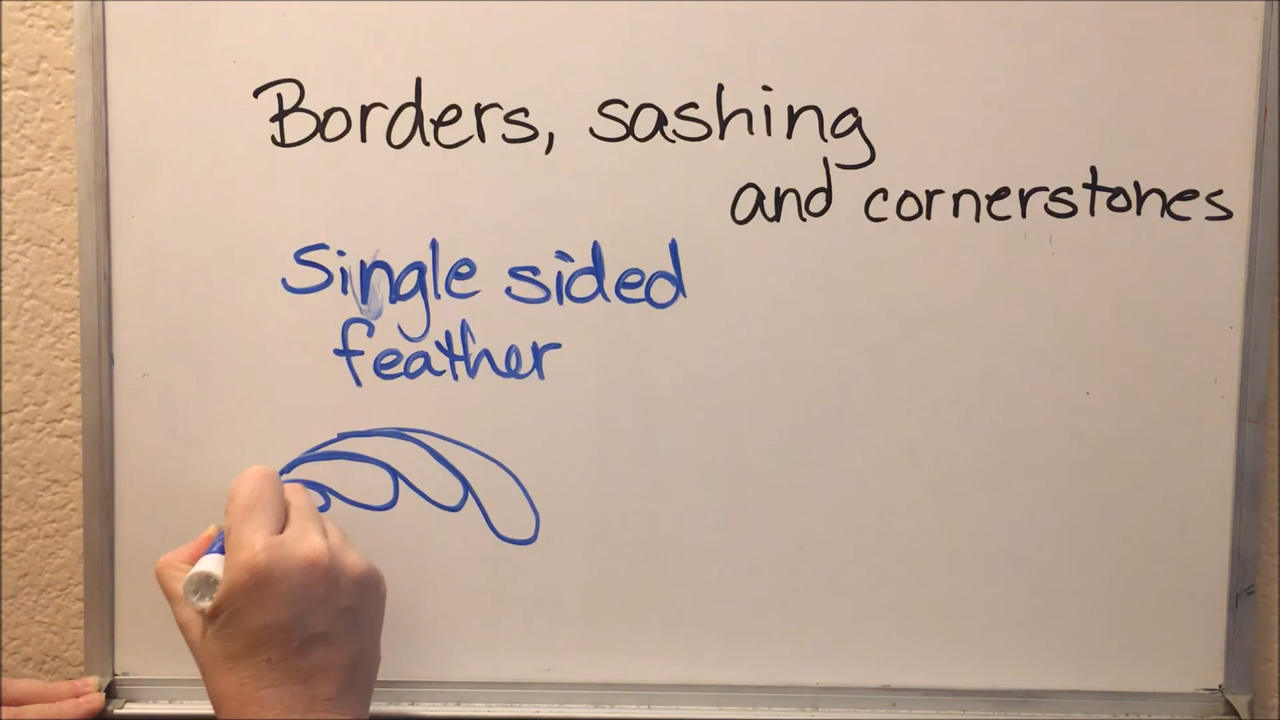 Borders, sashing
and cornerstones
Single sided
feather